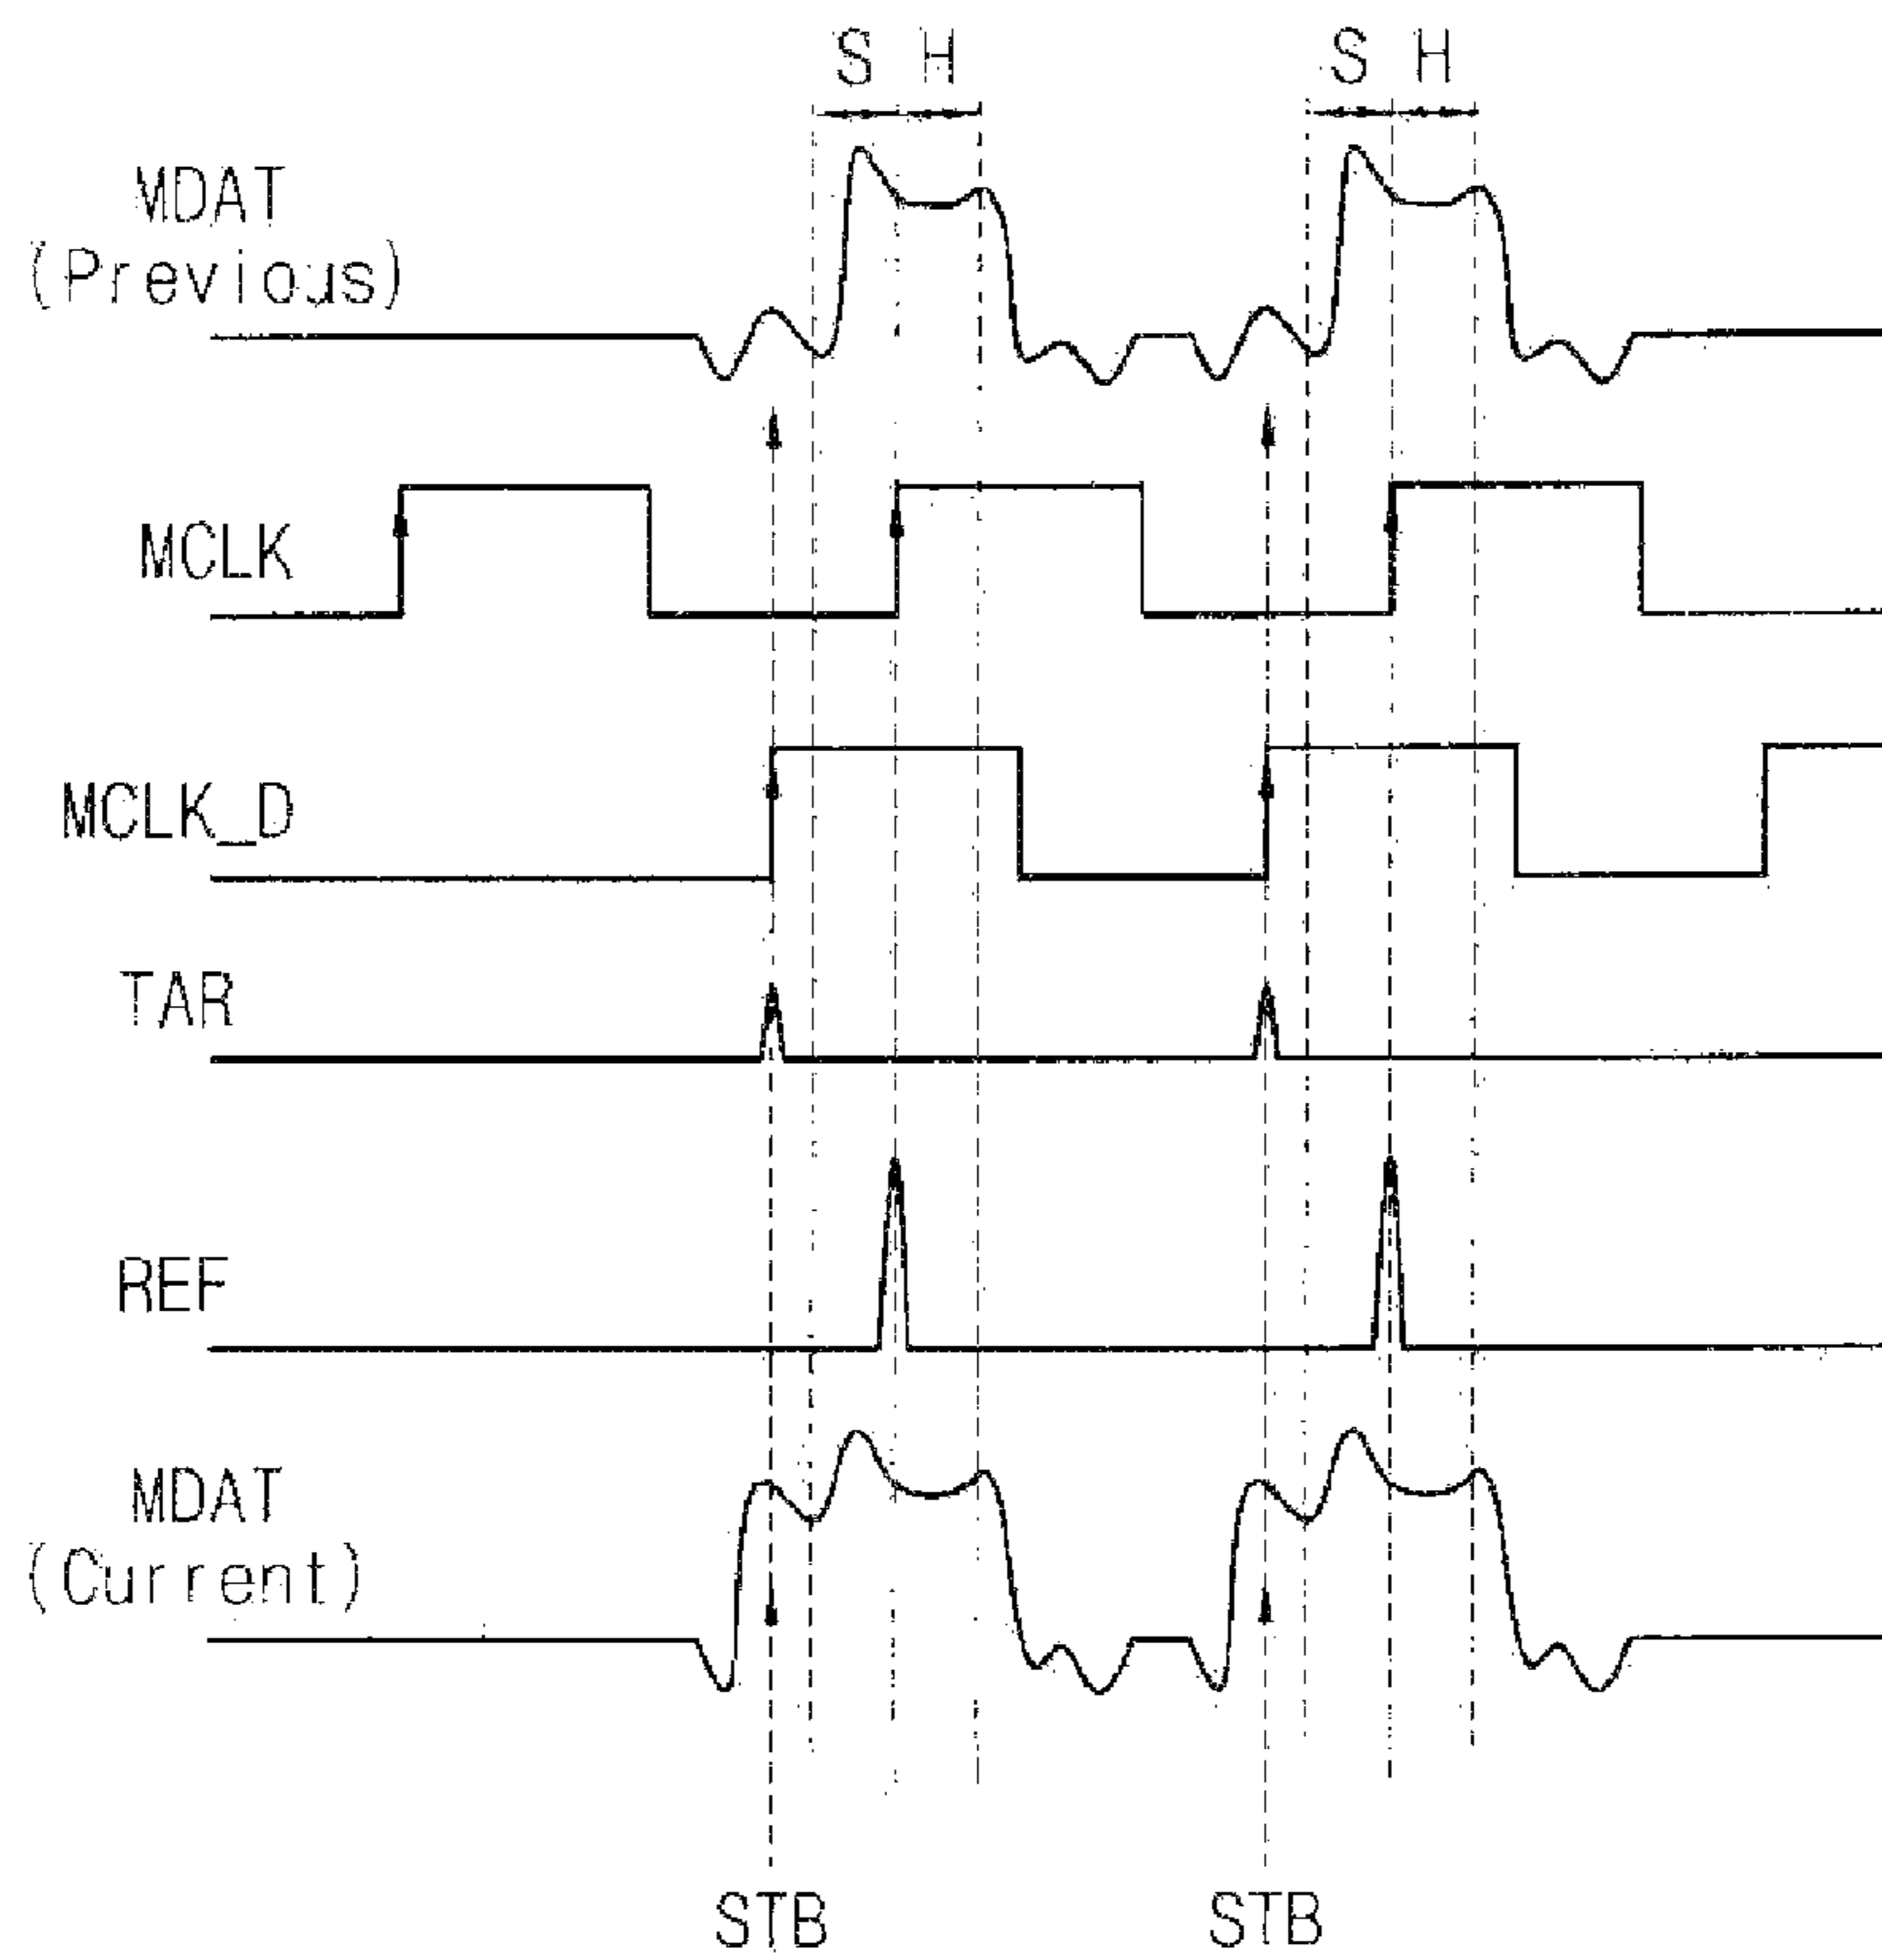 S H
S H
MDAT
(Previous)
MCLK
MCLK_D
TAR
REF
MDAT
(Current)
STB
STB